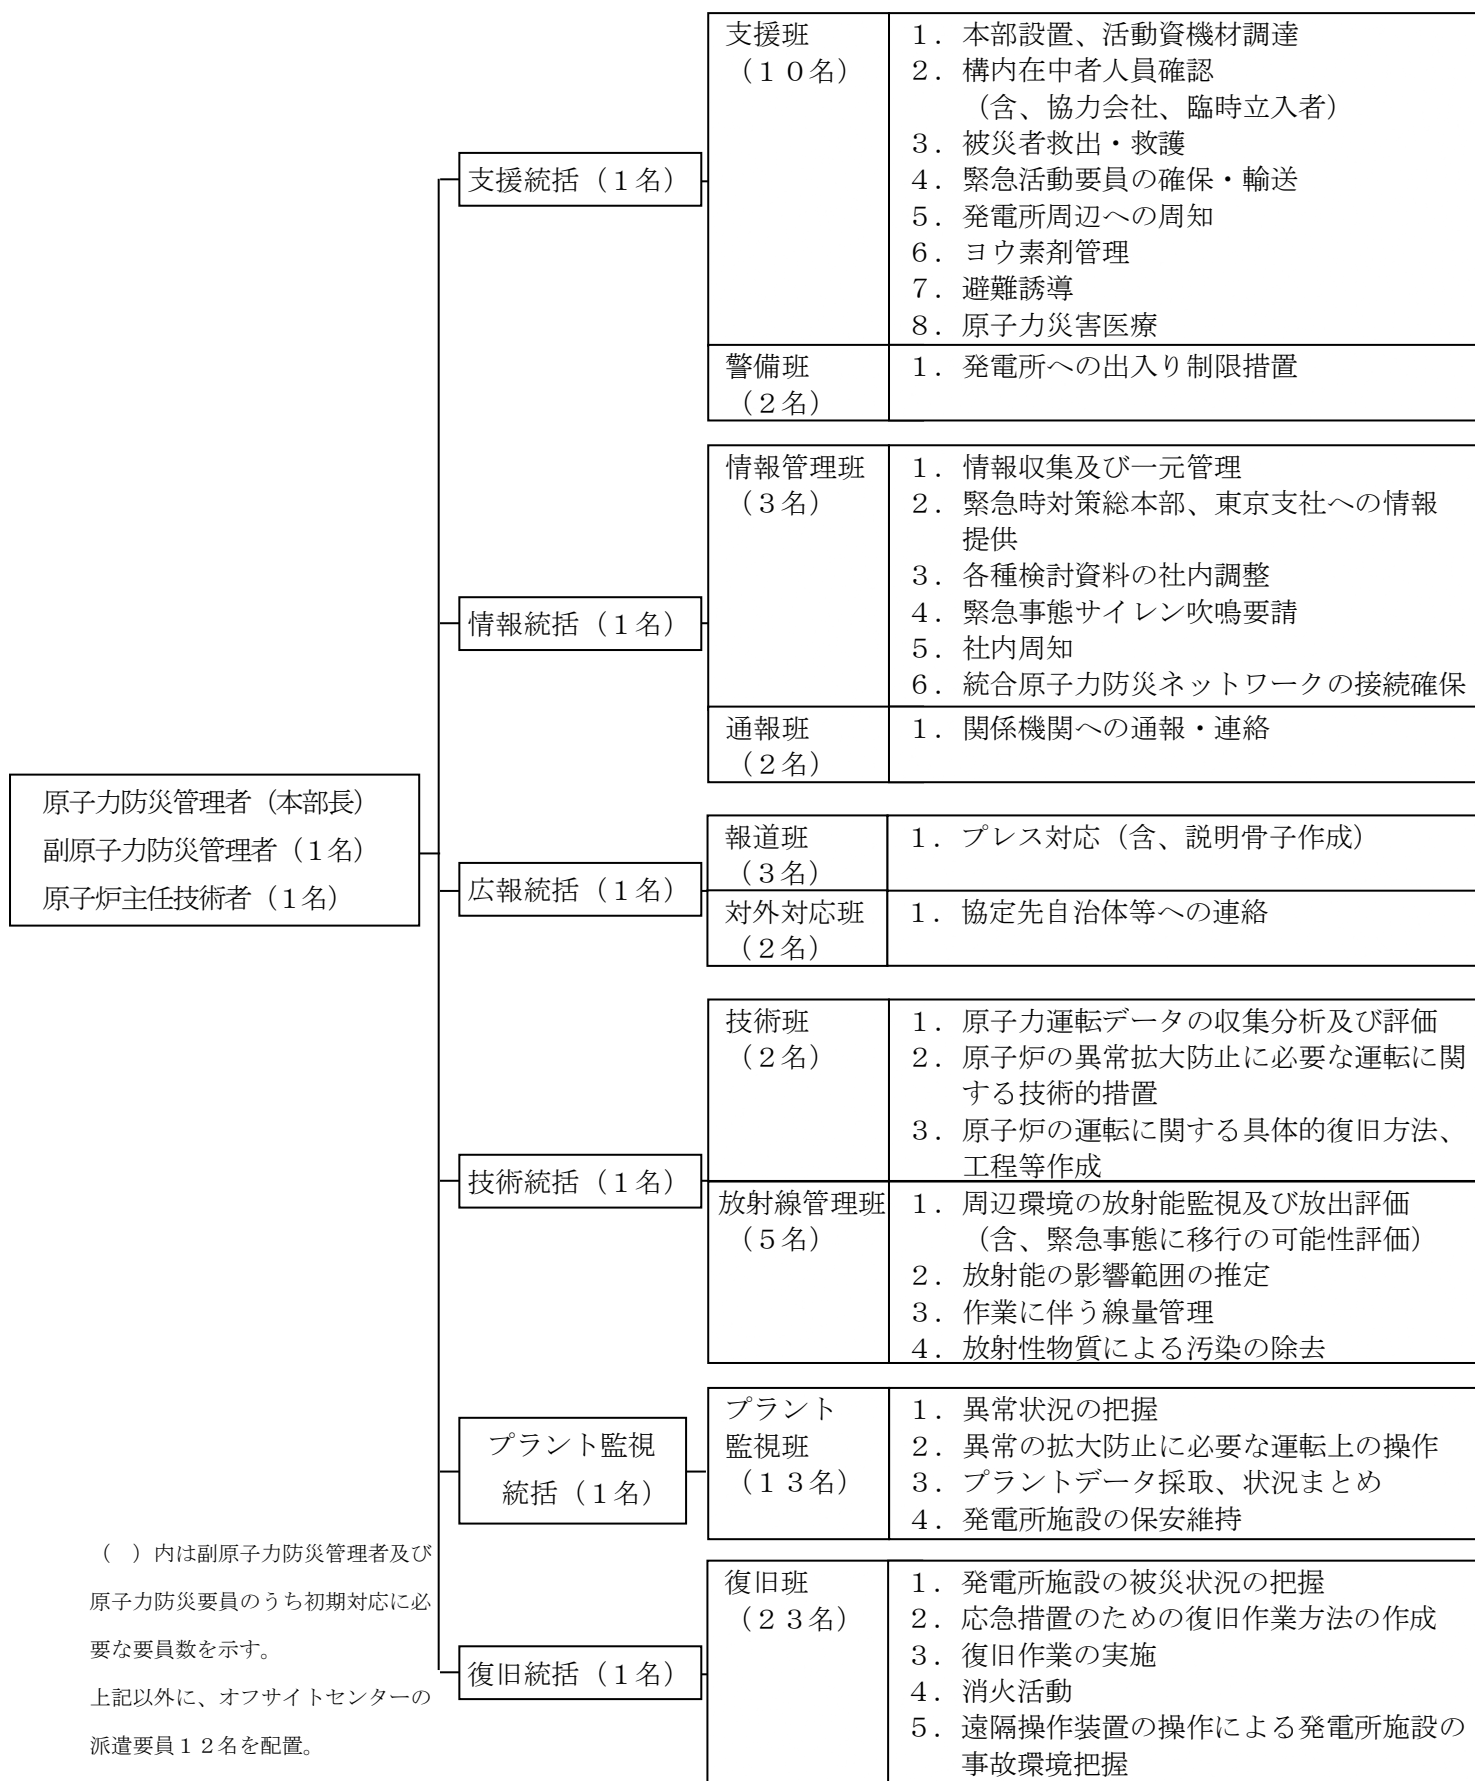 原子力防災管理者（本部長）
副原子力防災管理者（１名）
原子炉主任技術者（１名）
支援統括（１名）
支援班
（１０名）
１．本部設置、活動資機材調達
２．構内在中者人員確認
（含、協力会社、臨時立入者）
３．被災者救出・救護
４．緊急活動要員の確保・輸送
５．発電所周辺への周知
６．ヨウ素剤管理
７．避難誘導
８．原子力災害医療
警備班
（２名）
１．発電所への出入り制限措置
情報統括（１名）
情報管理班
（３名）
１．情報収集及び一元管理
２．緊急時対策総本部、東京支社への情報
提供
３．各種検討資料の社内調整
４．緊急事態サイレン吹鳴要請
５．社内周知
６．統合原子力防災ネットワークの接続確保
通報班
（２名）
１．関係機関への通報・連絡
広報統括（１名）
報道班
（３名）
１．プレス対応（含、説明骨子作成）
対外対応班
（２名）
１．協定先自治体等への連絡
技術統括（１名）
技術班
（２名）
１．原子力運転データの収集分析及び評価
２．原子炉の異常拡大防止に必要な運転に関
する技術的措置
３．原子炉の運転に関する具体的復旧方法、
工程等作成
放射線管理班
（５名）
１．周辺環境の放射能監視及び放出評価
（含、緊急事態に移行の可能性評価）
２．放射能の影響範囲の推定
３．作業に伴う線量管理
４．放射性物質による汚染の除去
プラント監視
統括（１名）
プラント
監視班
（１３名）
１．異常状況の把握
２．異常の拡大防止に必要な運転上の操作
３．プラントデータ採取、状況まとめ
４．発電所施設の保安維持
復旧統括（１名）
復旧班
（２３名）
１．発電所施設の被災状況の把握
２．応急措置のための復旧作業方法の作成
３．復旧作業の実施
４．消火活動
５．遠隔操作装置の操作による発電所施設の
事故環境把握
（　）内は副原子力防災管理者及び
原子力防災要員のうち初期対応に必
要な要員数を示す。
上記以外に、オフサイトセンターの
派遣要員１２名を配置。